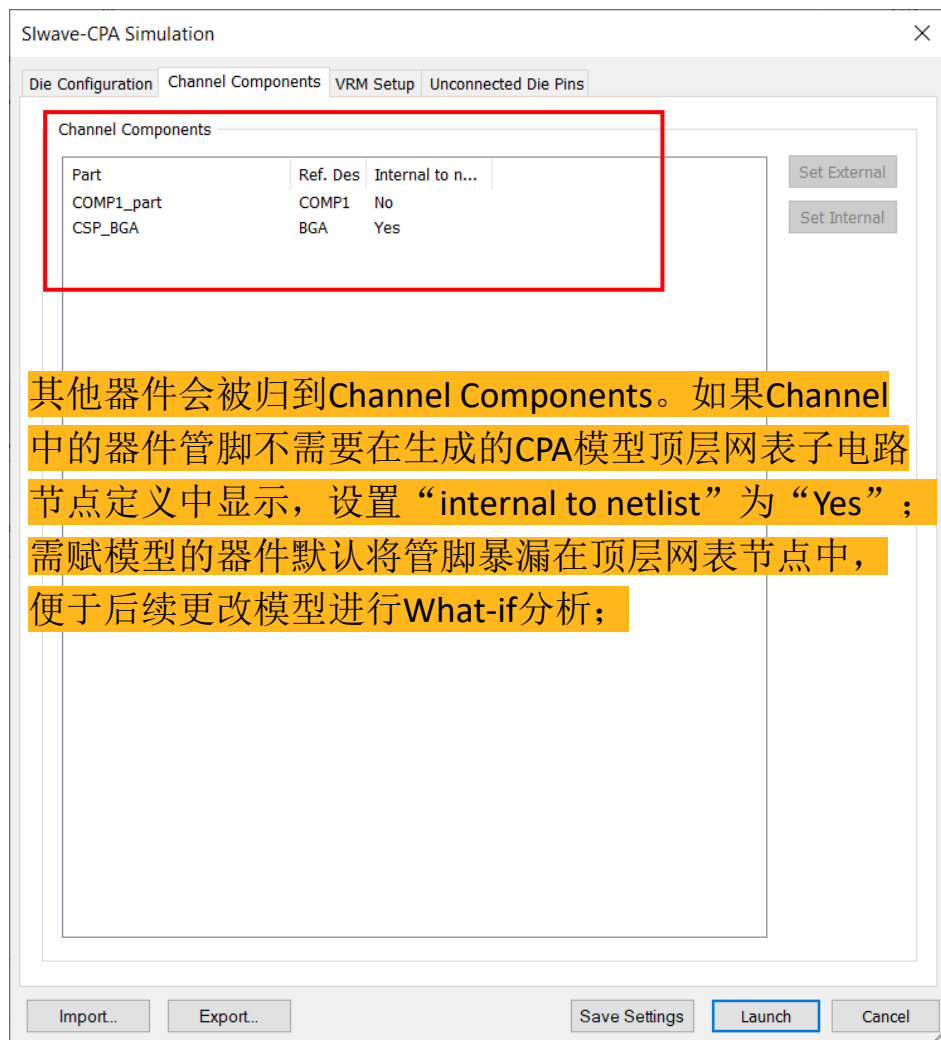 SIwave-CPA Simulation
Die Configuration Channel Components VRM Setup Unconnected Die Pins
Channel Components
Part Ref. Des Internal to n...
COMP1_part COMP1 No
CSP_BGA BGA Yes
Set External
Set Internal
其他器件会被归到Channel Components。如果Channel
中的器件管脚不需要在生成的CPA模型顶层网表子电路
节点定义中显示，设置“internal to netlist”为“Yes”；
需赋模型的器件默认将管脚暴漏在顶层网表节点中，
便于后续更改模型进行What-if分析；
Import... Export... Save Settings Launch Cancel